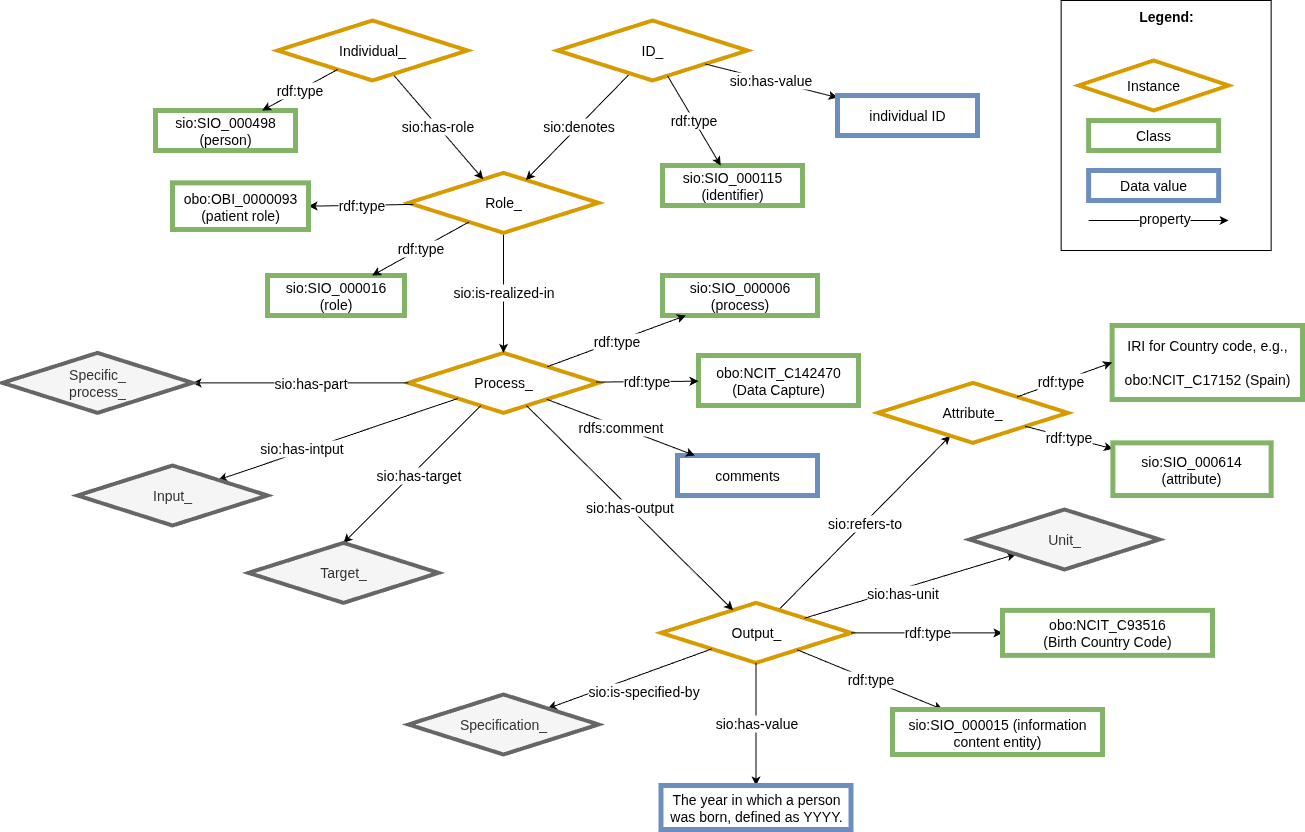 Legend:
Individual_
ID_
Instance
rdf:type
sio:has-value
sio:SIO_000498
(person)
sio:has-role
sio:denotes
rdf:type
individual ID
Class
sio:SIO_000115
(identifier)
Data value
obo:OBI_0000093
(patient role)
rdf:type
Role_
property
rdf:type
sio:SIO_000016
(role)
sio:is-realized-in
sio:SIO_000006
(process)
rdf:type
IRI for Country code, e.g.,
obo:NCIT_C17152 (Spain)
Specific_
process_
sio:has-part
Process_
rdf:type
obo:NCIT_C142470
(Data Capture)
rdf:type
Attribute_
rdf:type
sio:has-intput
rdfs:comment
sio:SIO_000614
(attribute)
Input_
sio:has-target
comments
sio:has-output
sio:refers-to
Unit_
Target_
sio:has-unit
Output_
rdf:type
obo:NCIT_C93516
(Birth Country Code)
sio:is-specified-by
rdf:type
Specification_
sio:has-value
sio:SIO_000015 (information
content entity)
The year in which a person
was born, defined as YYYY.